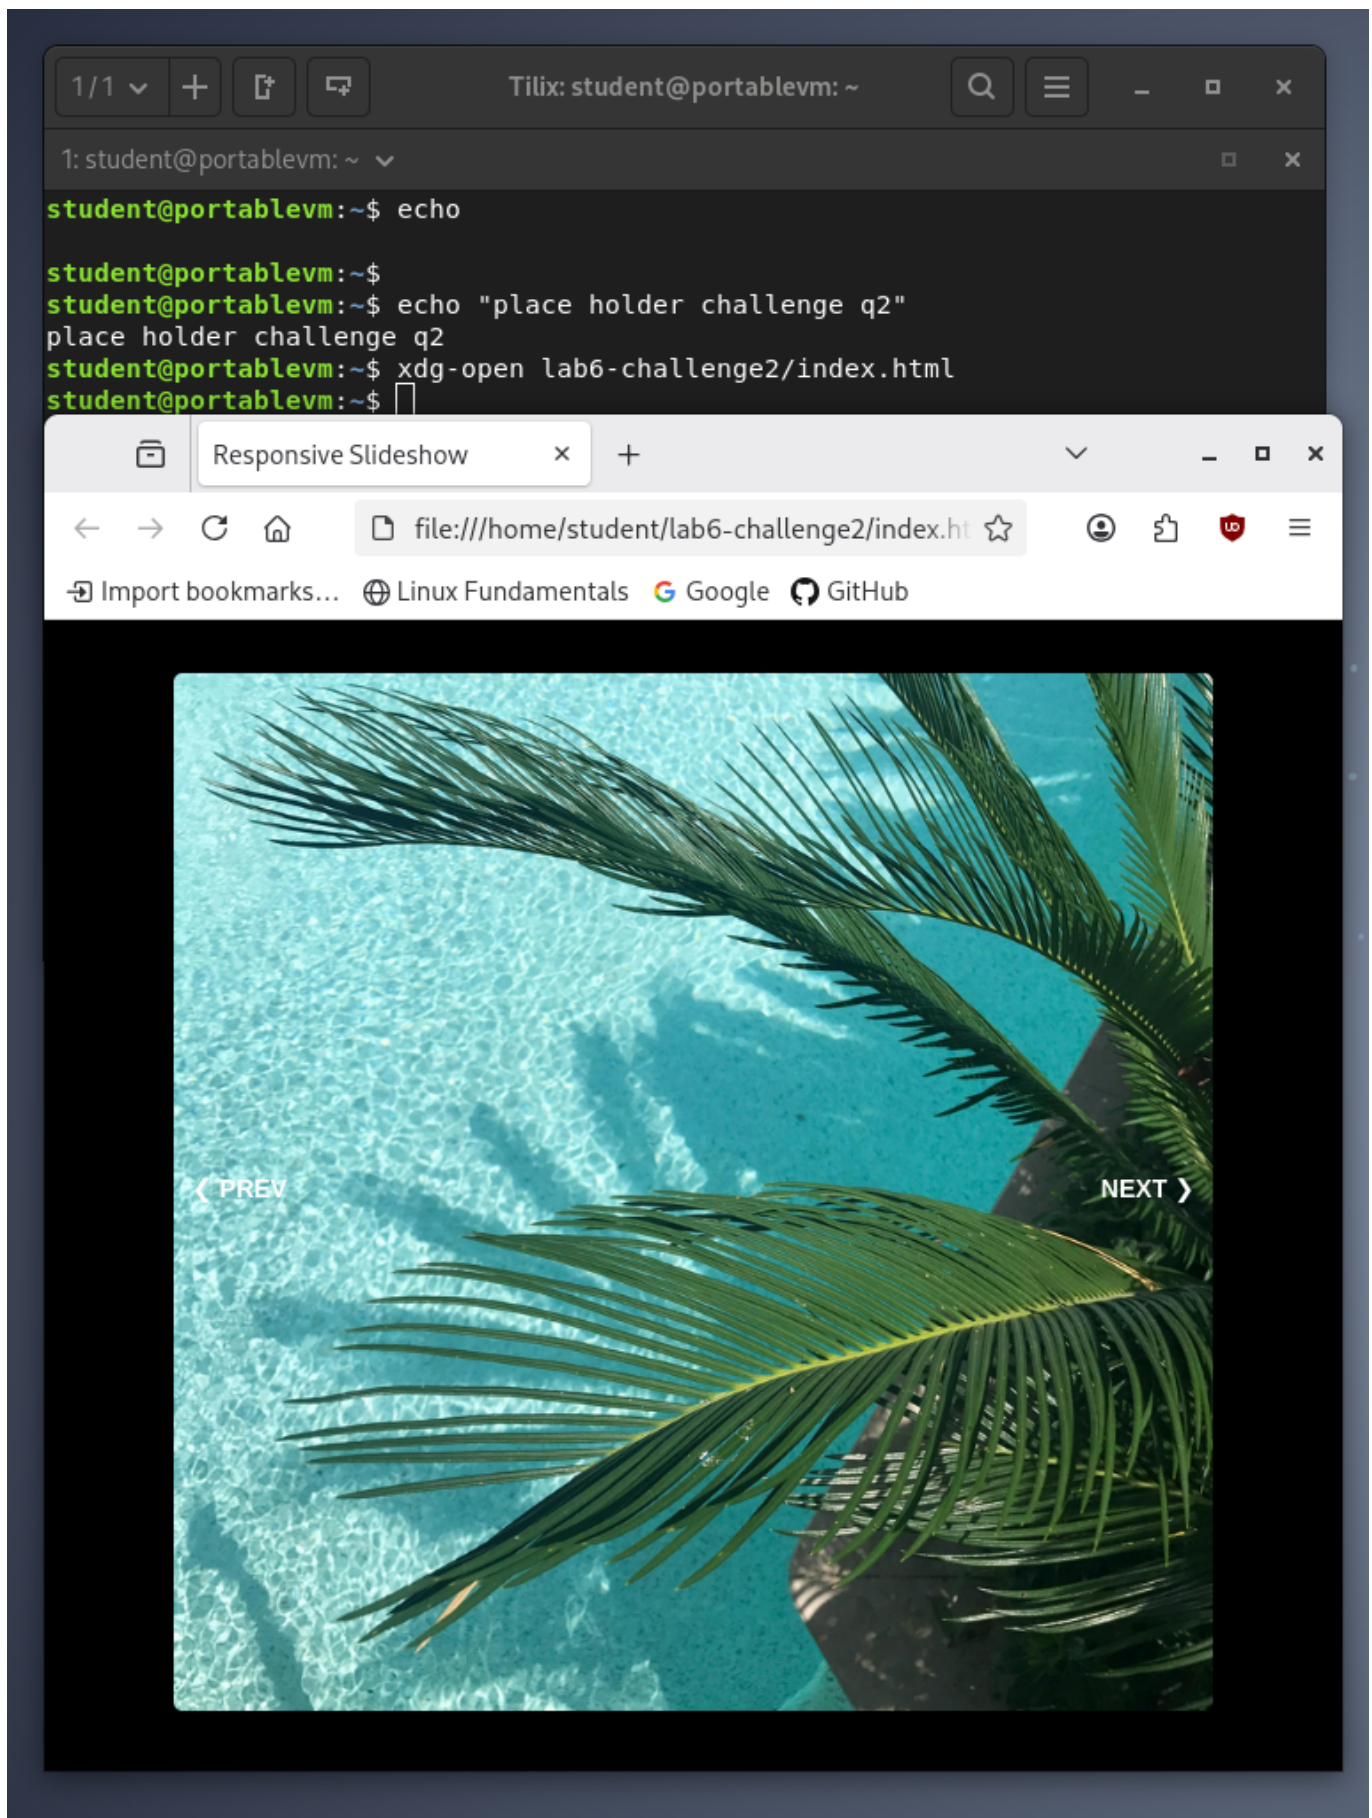 1 / 1
Tilix: student@portablevm: ~
1: student@portablevm: ~
student@portablevm:~$ echo
student@portablevm:~$
student@portablevm:~$ echo "place holder challenge q2"
place holder challenge q2
student@portablevm:~$ xdg-open lab6-challenge2/index.html
student@portablevm:~$
Responsive Slideshow
file:///home/student/lab6-challenge2/index.ht
Import bookmarks… Linux Fundamentals Google GitHub
❮ PREV NEXT ❯